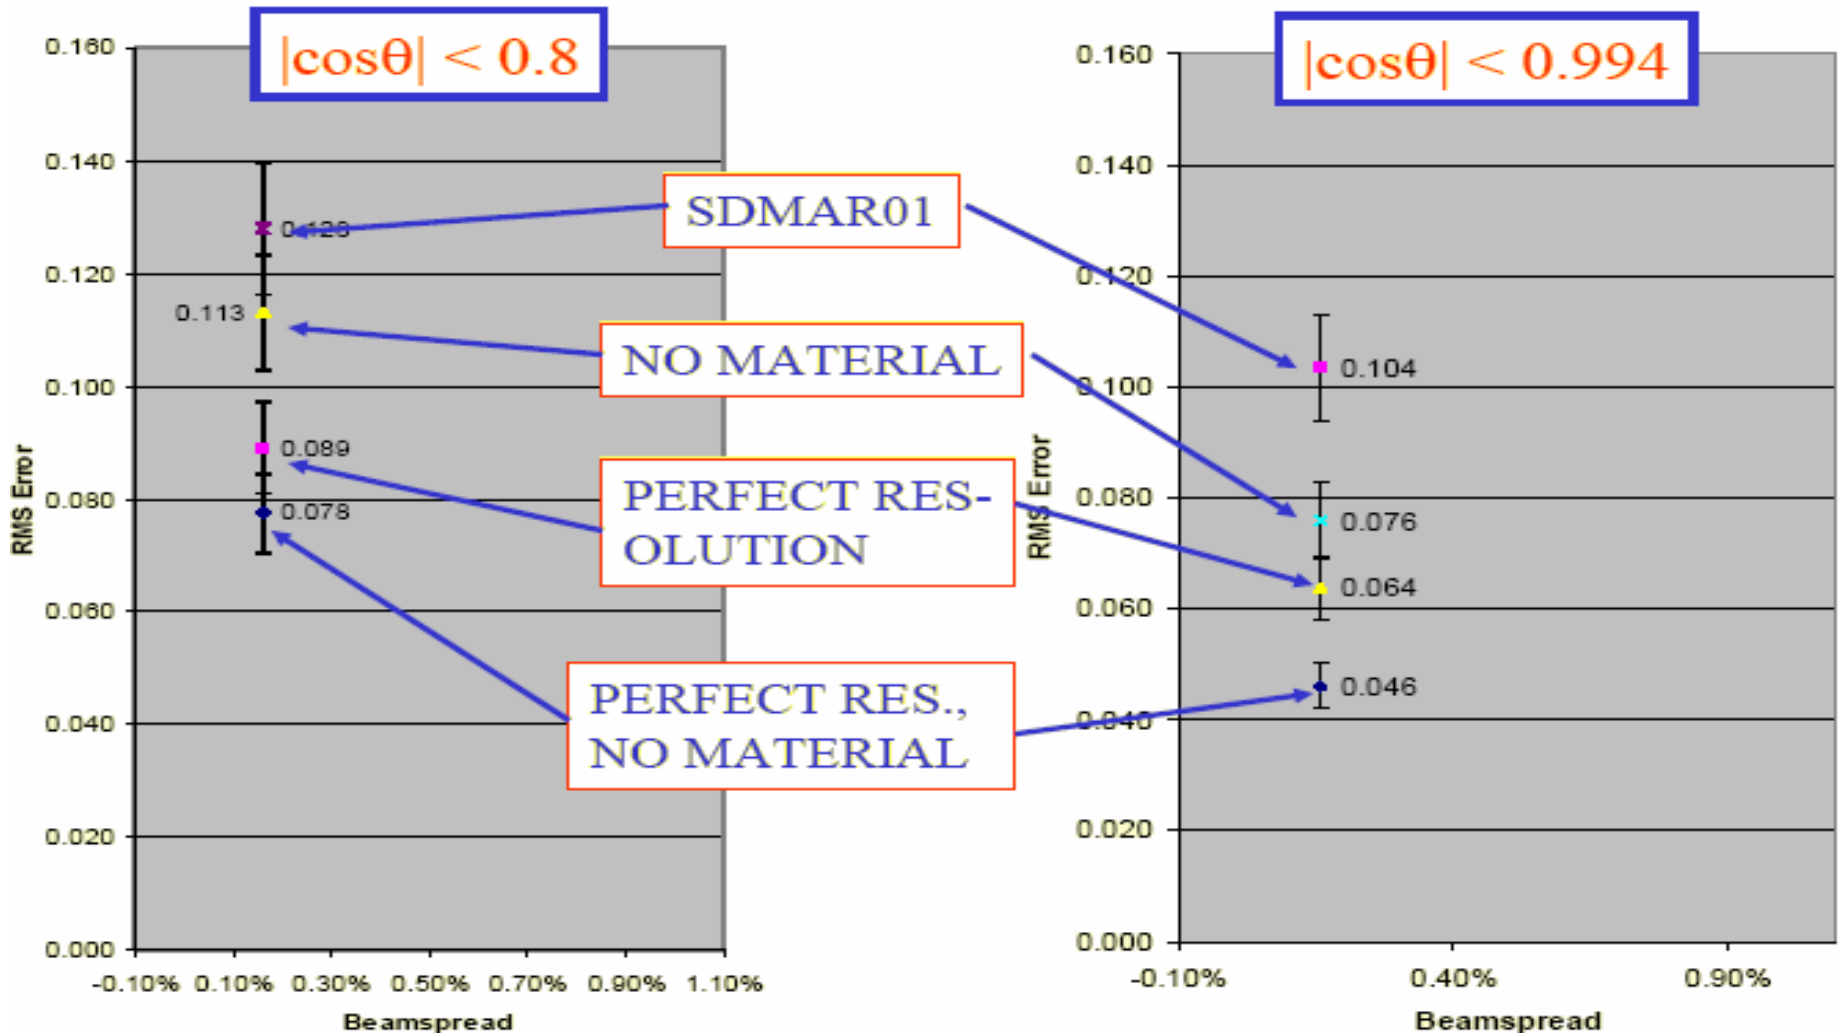 |cosθ| < 0.8
0.160
0.140
0.120
0.100
0.080
0.060
0.040
0.020
0.000
RMS Error
0.128
0.113
0.089
0.078
-0.10% 0.10% 0.30% 0.50% 0.70% 0.90% 1.10%
Beamspread
SDMAR01
NO MATERIAL
PERFECT RES-
OLUTION
PERFECT RES.,
NO MATERIAL
|cosθ| < 0.994
0.160
0.140
0.120
0.100
0.080
0.060
0.040
0.020
0.000
RMS Error
0.104
0.076
0.064
0.046
-0.10% 0.40% 0.90%
Beamspread